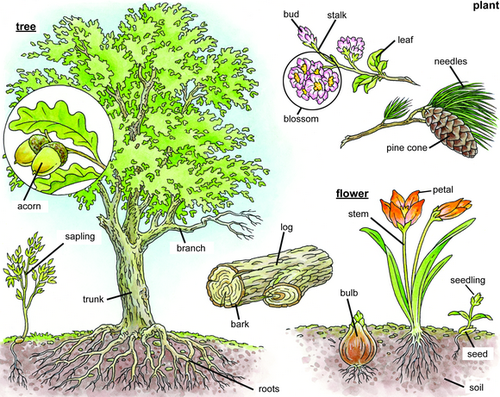 plant
tree
bud
stalk
leaf
blossom
needles
pine cone
acorn
sapling
branch
trunk
log
bark
roots
flower
petal
stem
bulb
seedling
seed
soil